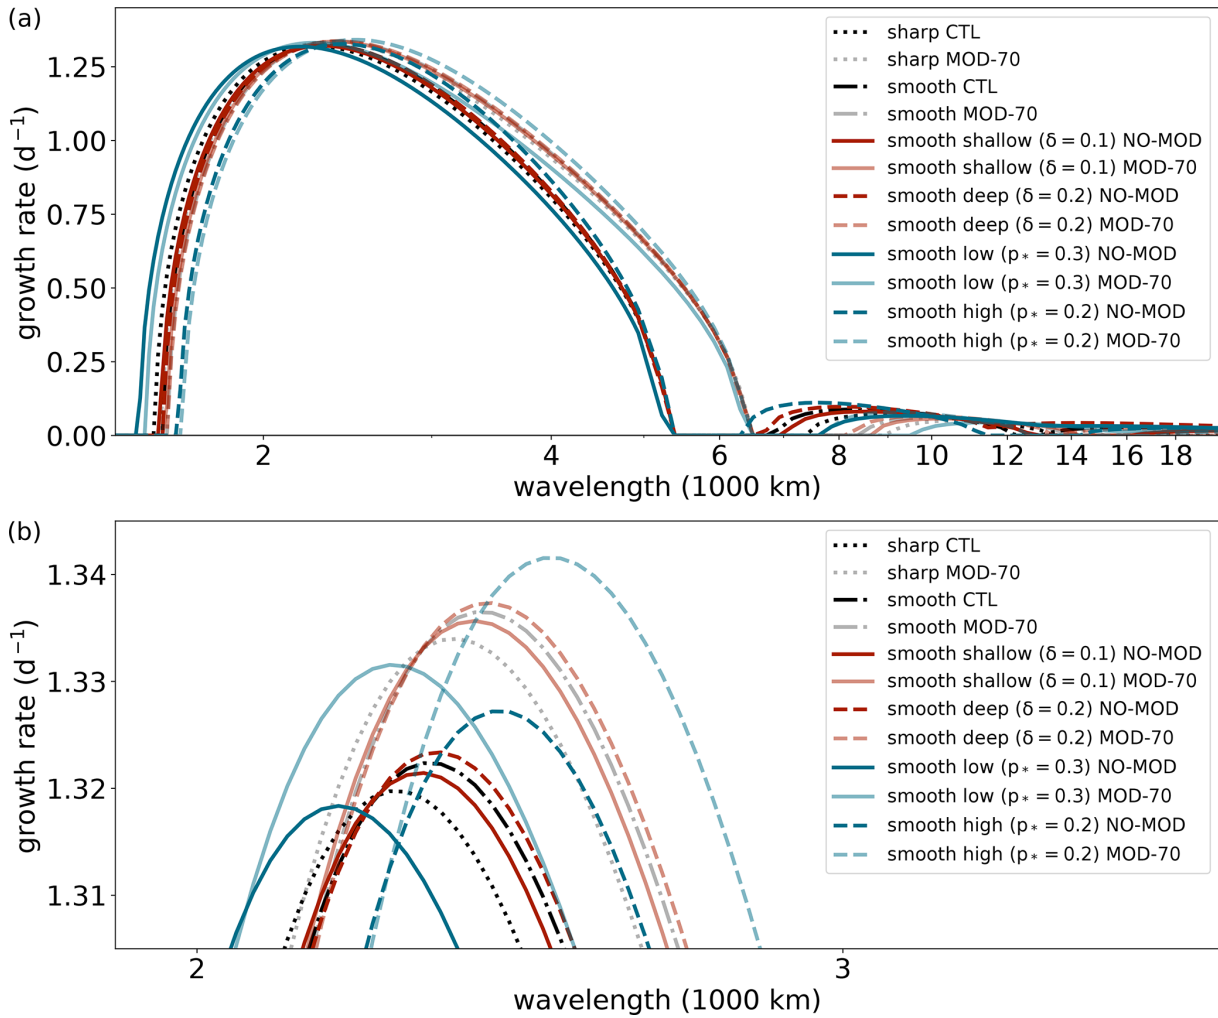 (a)
growth rate (d⁻¹)
1.25
1.00
0.75
0.50
0.25
0.00
sharp CTL
sharp MOD-70
smooth CTL
smooth MOD-70
smooth shallow (δ = 0.1) NO-MOD
smooth shallow (δ = 0.1) MOD-70
smooth deep (δ = 0.2) NO-MOD
smooth deep (δ = 0.2) MOD-70
smooth low (p* = 0.3) NO-MOD
smooth low (p* = 0.3) MOD-70
smooth high (p* = 0.2) NO-MOD
smooth high (p* = 0.2) MOD-70
2 4 6 8 10 12 14 16 18
wavelength (1000 km)
(b)
growth rate (d⁻¹)
1.34
1.33
1.32
1.31
sharp CTL
sharp MOD-70
smooth CTL
smooth MOD-70
smooth shallow (δ = 0.1) NO-MOD
smooth shallow (δ = 0.1) MOD-70
smooth deep (δ = 0.2) NO-MOD
smooth deep (δ = 0.2) MOD-70
smooth low (p* = 0.3) NO-MOD
smooth low (p* = 0.3) MOD-70
smooth high (p* = 0.2) NO-MOD
smooth high (p* = 0.2) MOD-70
2 3
wavelength (1000 km)